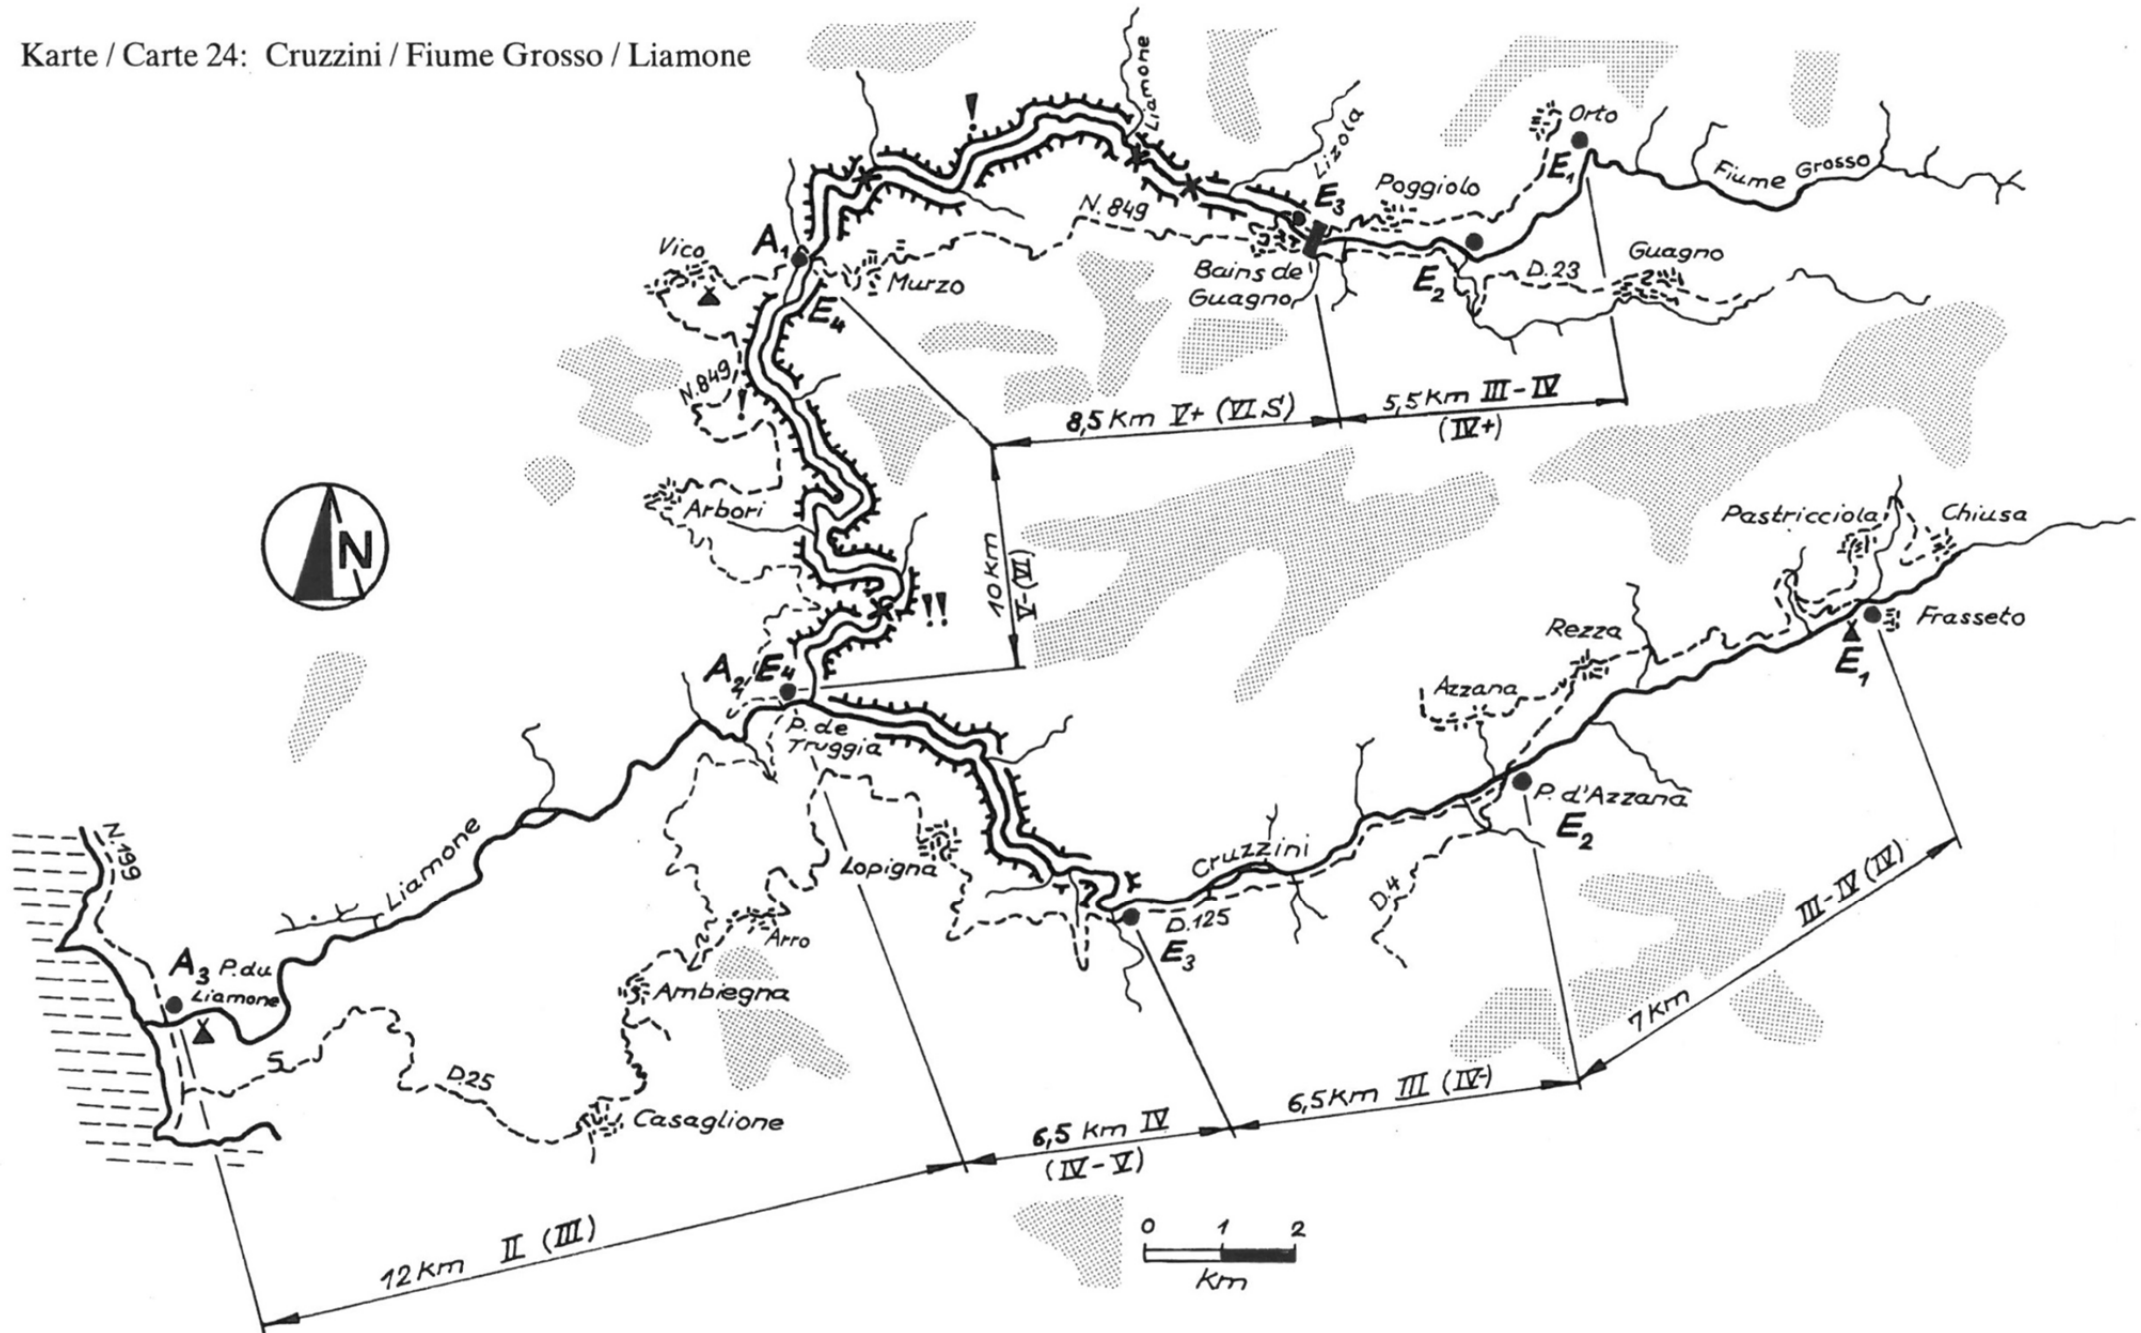 Karte / Carte 24: Cruzzini / Fiume Grosso / Liamone
Liamone
!
Lizola
Orto
E1
Fiume Grosso
Poggiolo
E3
N.849
A1
Vico
Murzo
Bains de
Guagno
E2
D.23
Guagno
E4
N.849
!
8,5 km V+ (VI,S)
5,5 km III-IV
(IV+)
Arbori
N
10 km
V-(VI)
!!
Pastricciola
Chiusa
Frasseto
E1
Rezza
Azzana
A2/E4
P. de
Truggia
P. d'Azzana
E2
Cruzzini
D.4
III-IV (IV)
7 km
N199
Liamone
Lopigna
D.125
E3
Arro
A3 P. du
Liamone
Ambiegna
D.25
Casaglione
6,5 km III (IV-)
6,5 km IV
(IV-V)
12 km II (III)
0 1 2
km